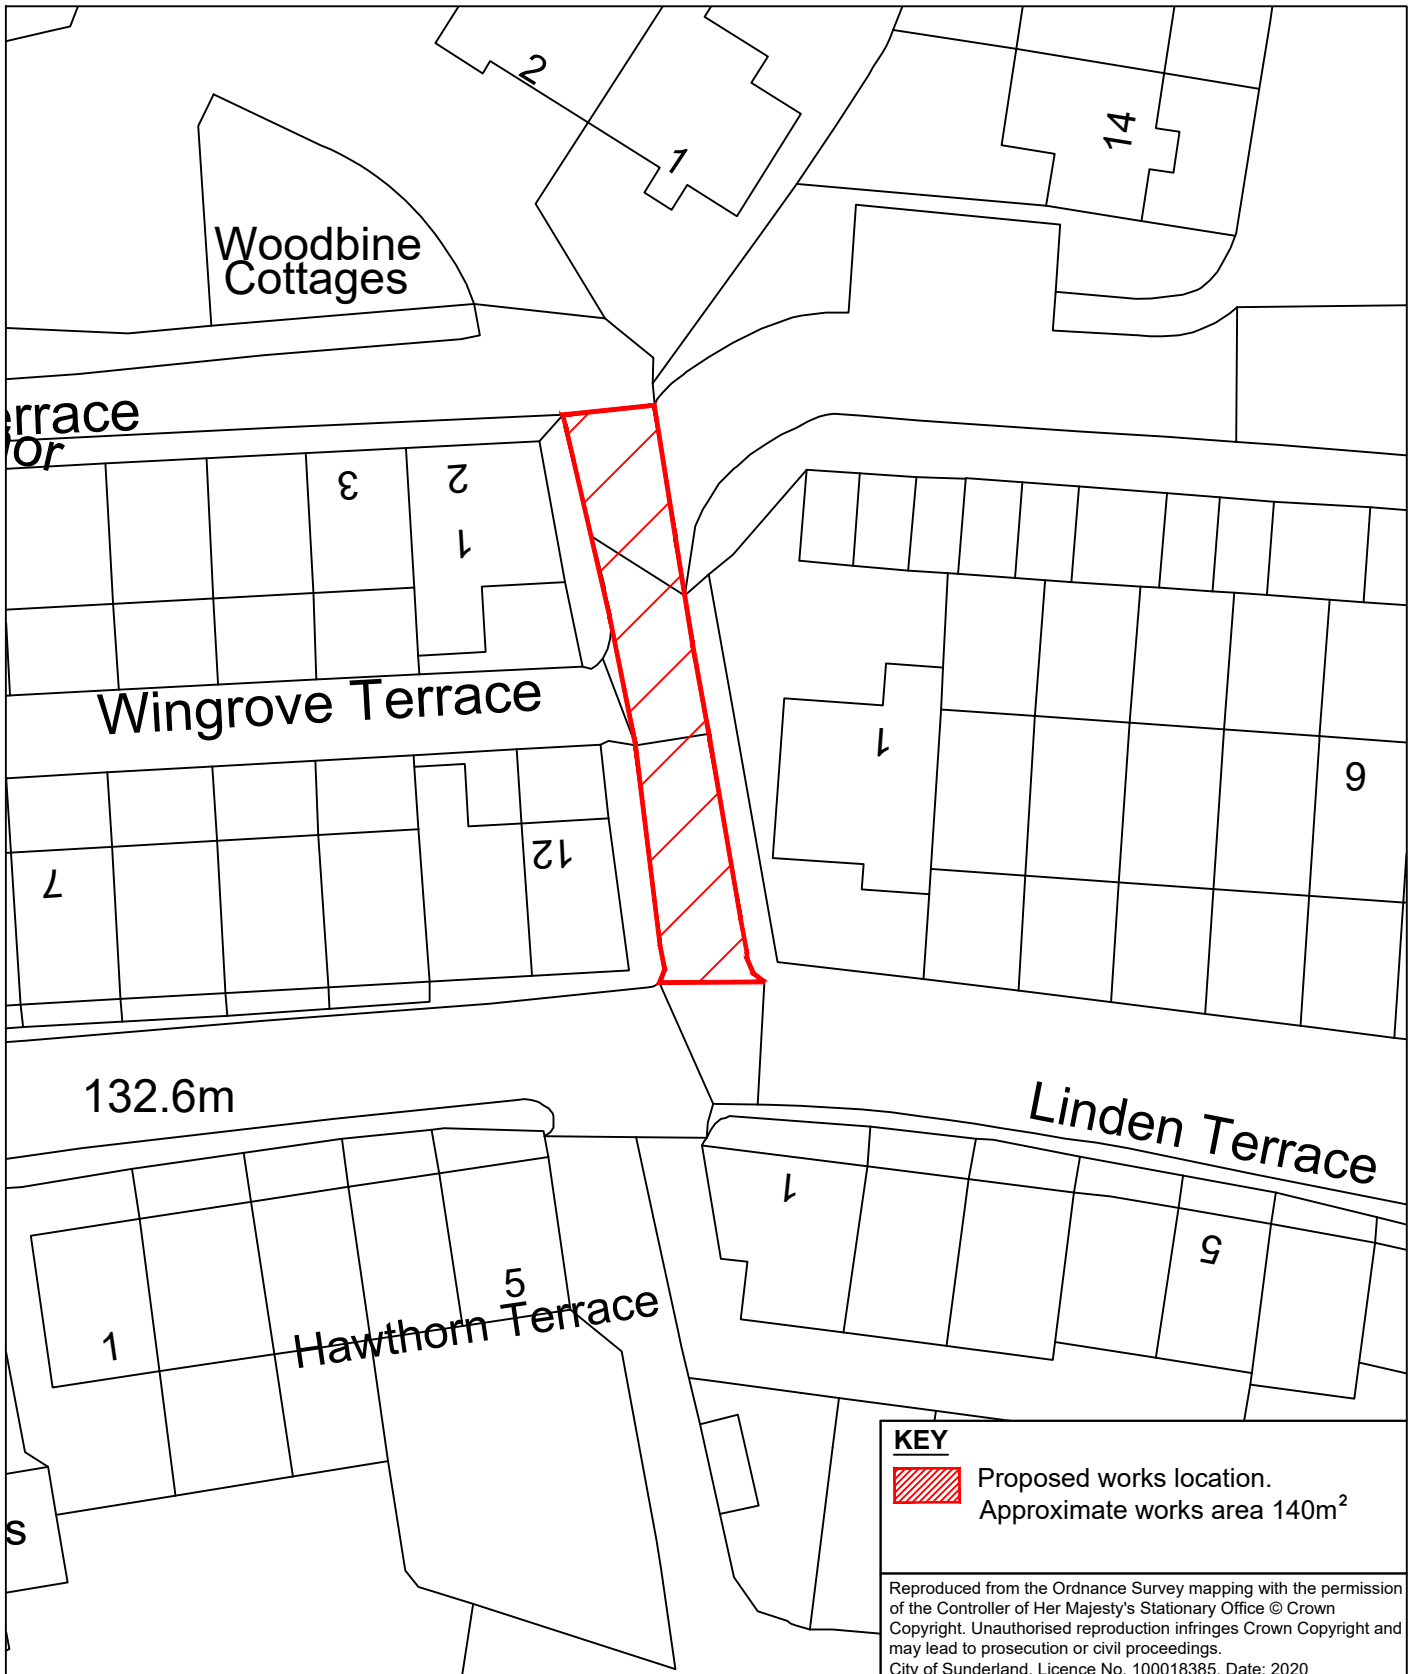 2
1
14
Woodbine
Cottages
errace
or
3
2
1
Wingrove Terrace
1
6
7
12
132.6m
Linden Terrace
1
5
5
1
Hawthorn Terrace
s
KEY
Proposed works location.
Approximate works area 140m²
Reproduced from the Ordnance Survey mapping with the permission
of the Controller of Her Majesty's Stationary Office © Crown
Copyright. Unauthorised reproduction infringes Crown Copyright and
may lead to prosecution or civil proceedings.
City of Sunderland. Licence No. 100018385. Date: 2020